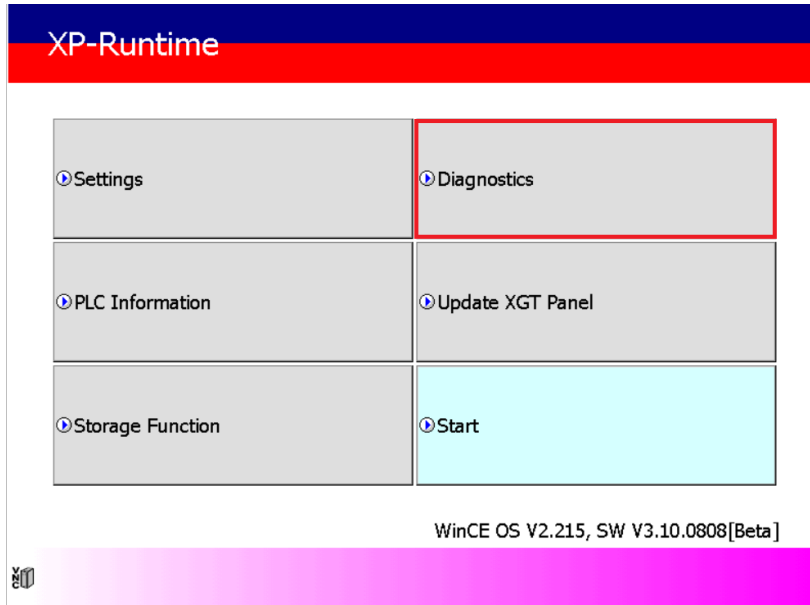 XP-Runtime
Settings
Diagnostics
PLC Information
Update XGT Panel
Storage Function
Start
WinCE OS V2.215, SW V3.10.0808[Beta]
VNC